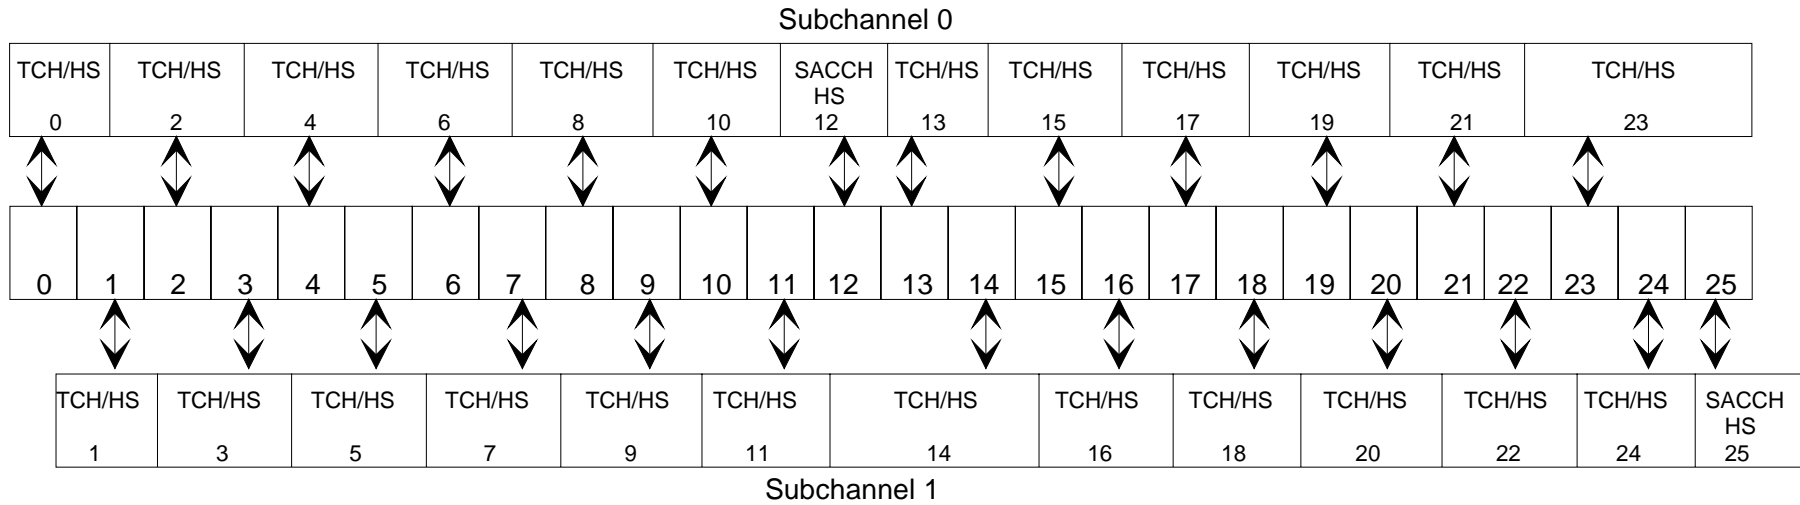 Subchannel 0
TCH/HS TCH/HS TCH/HS TCH/HS TCH/HS TCH/HS SACCH TCH/HS TCH/HS TCH/HS TCH/HS TCH/HS TCH/HS
HS
0 2 4 6 8 10 12 13 15 17 19 21 23
0 1 2 3 4 5 6 7 8 9 10 11 12 13 14 15 16 17 18 19 20 21 22 23 24 25
TCH/HS TCH/HS TCH/HS TCH/HS TCH/HS TCH/HS TCH/HS TCH/HS TCH/HS TCH/HS TCH/HS TCH/HS SACCH
HS
1 3 5 7 9 11 14 16 18 20 22 24 25
Subchannel 1